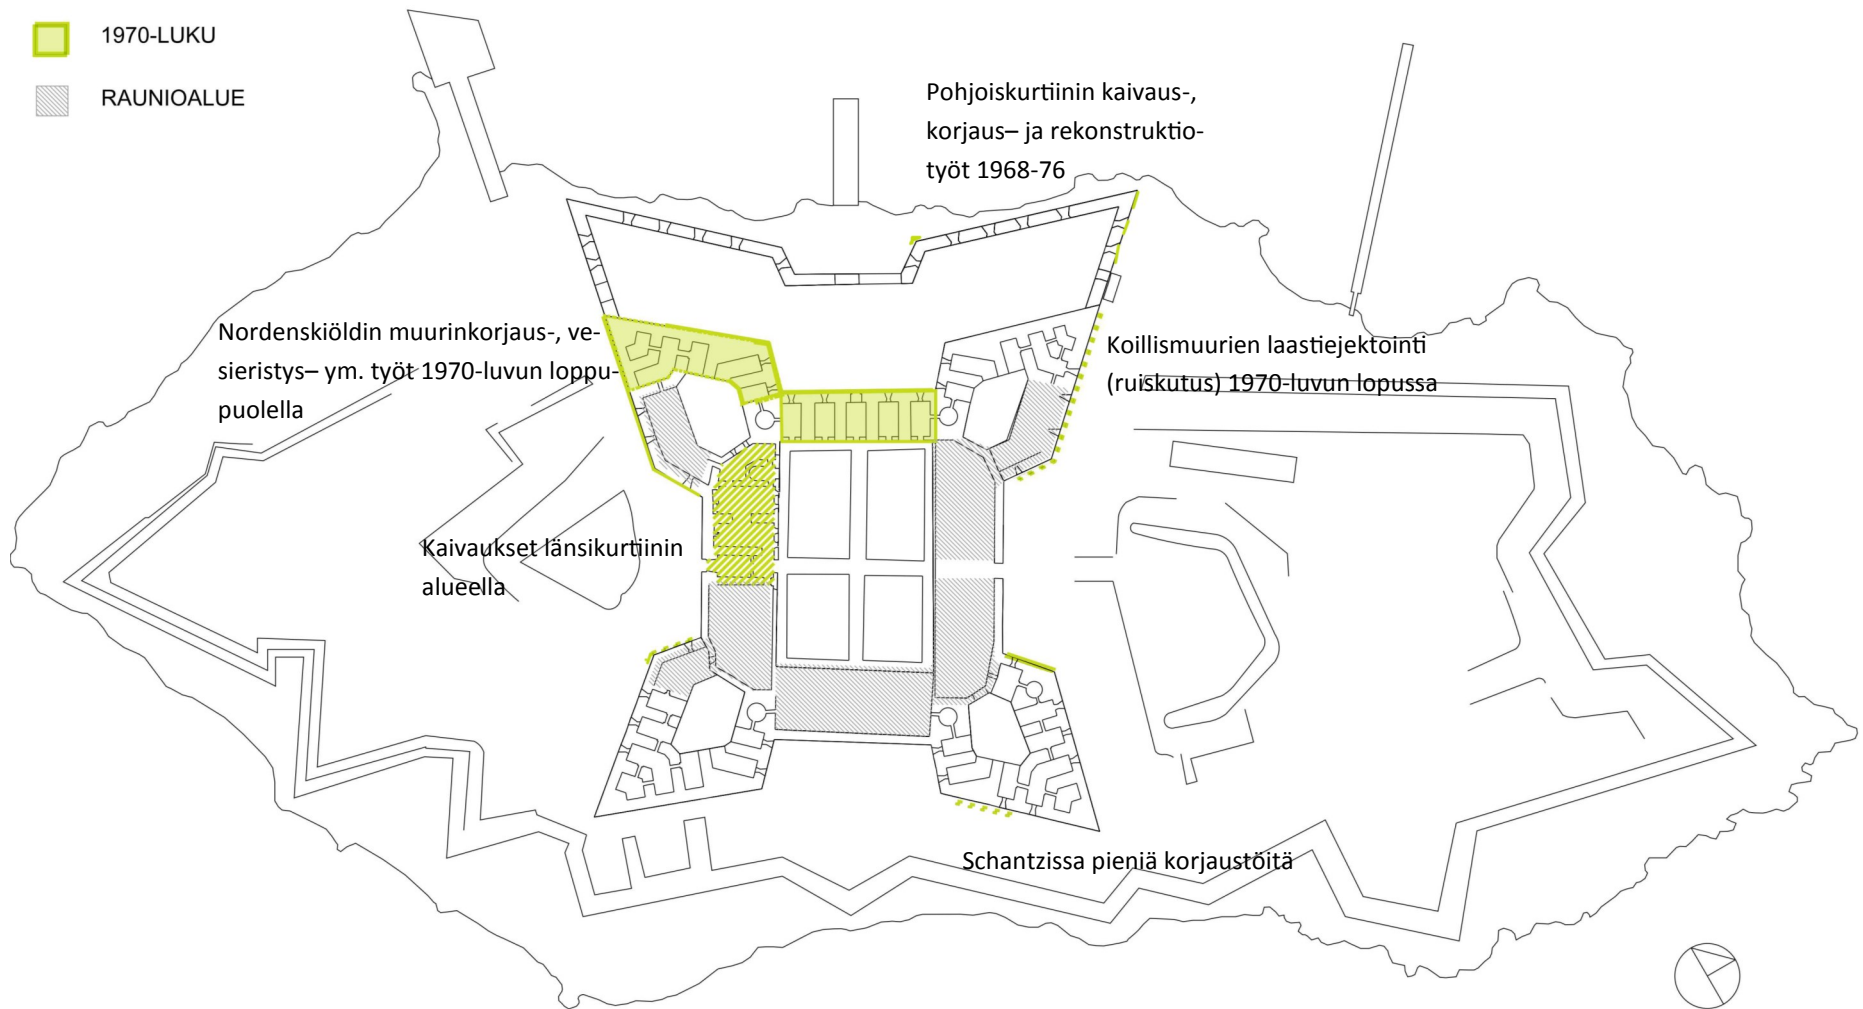 1970-LUKU
RAUNIOALUE
Pohjoiskurtiinin kaivaus-,
korjaus– ja rekonstruktio-
työt 1968-76
Nordenskiöldin muurinkorjaus-, ve-
sieristys– ym. työt 1970-luvun loppu-
puolella
Koillismuurien laastiejektointi
(ruiskutus) 1970-luvun lopussa
Kaivaukset länsikurtiinin
alueella
Schantzissa pieniä korjaustöitä